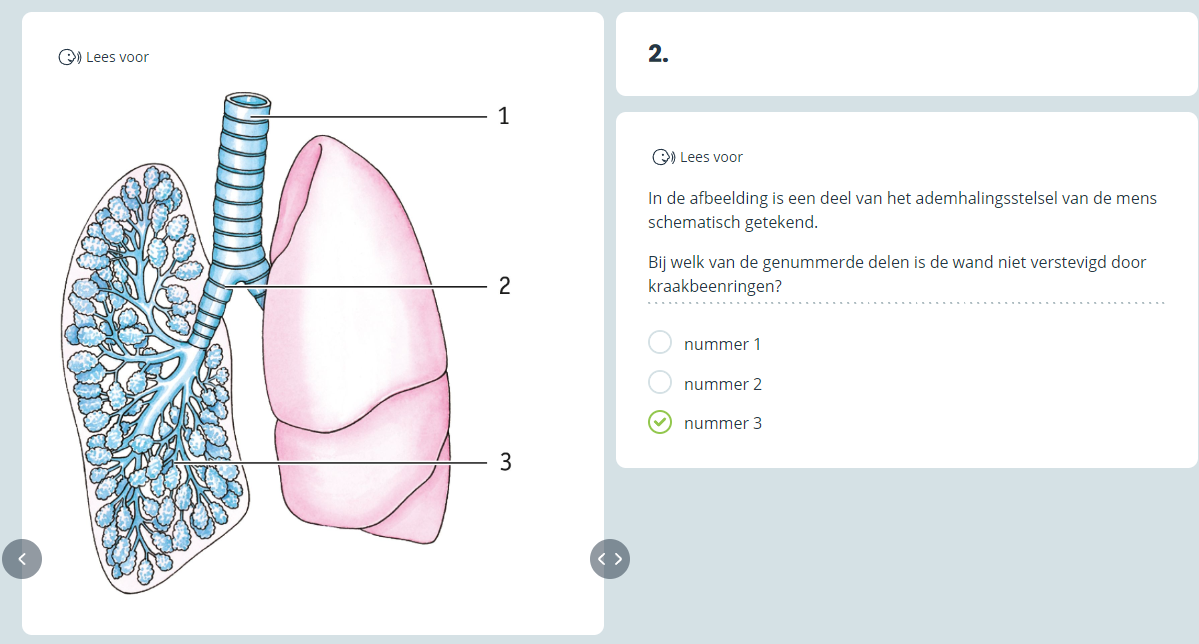 Lees voor
1
2
3
2.
Lees voor
In de afbeelding is een deel van het ademhalingsstelsel van de mens
schematisch getekend.
Bij welk van de genummerde delen is de wand niet verstevigd door
kraakbeenringen?
nummer 1
nummer 2
nummer 3